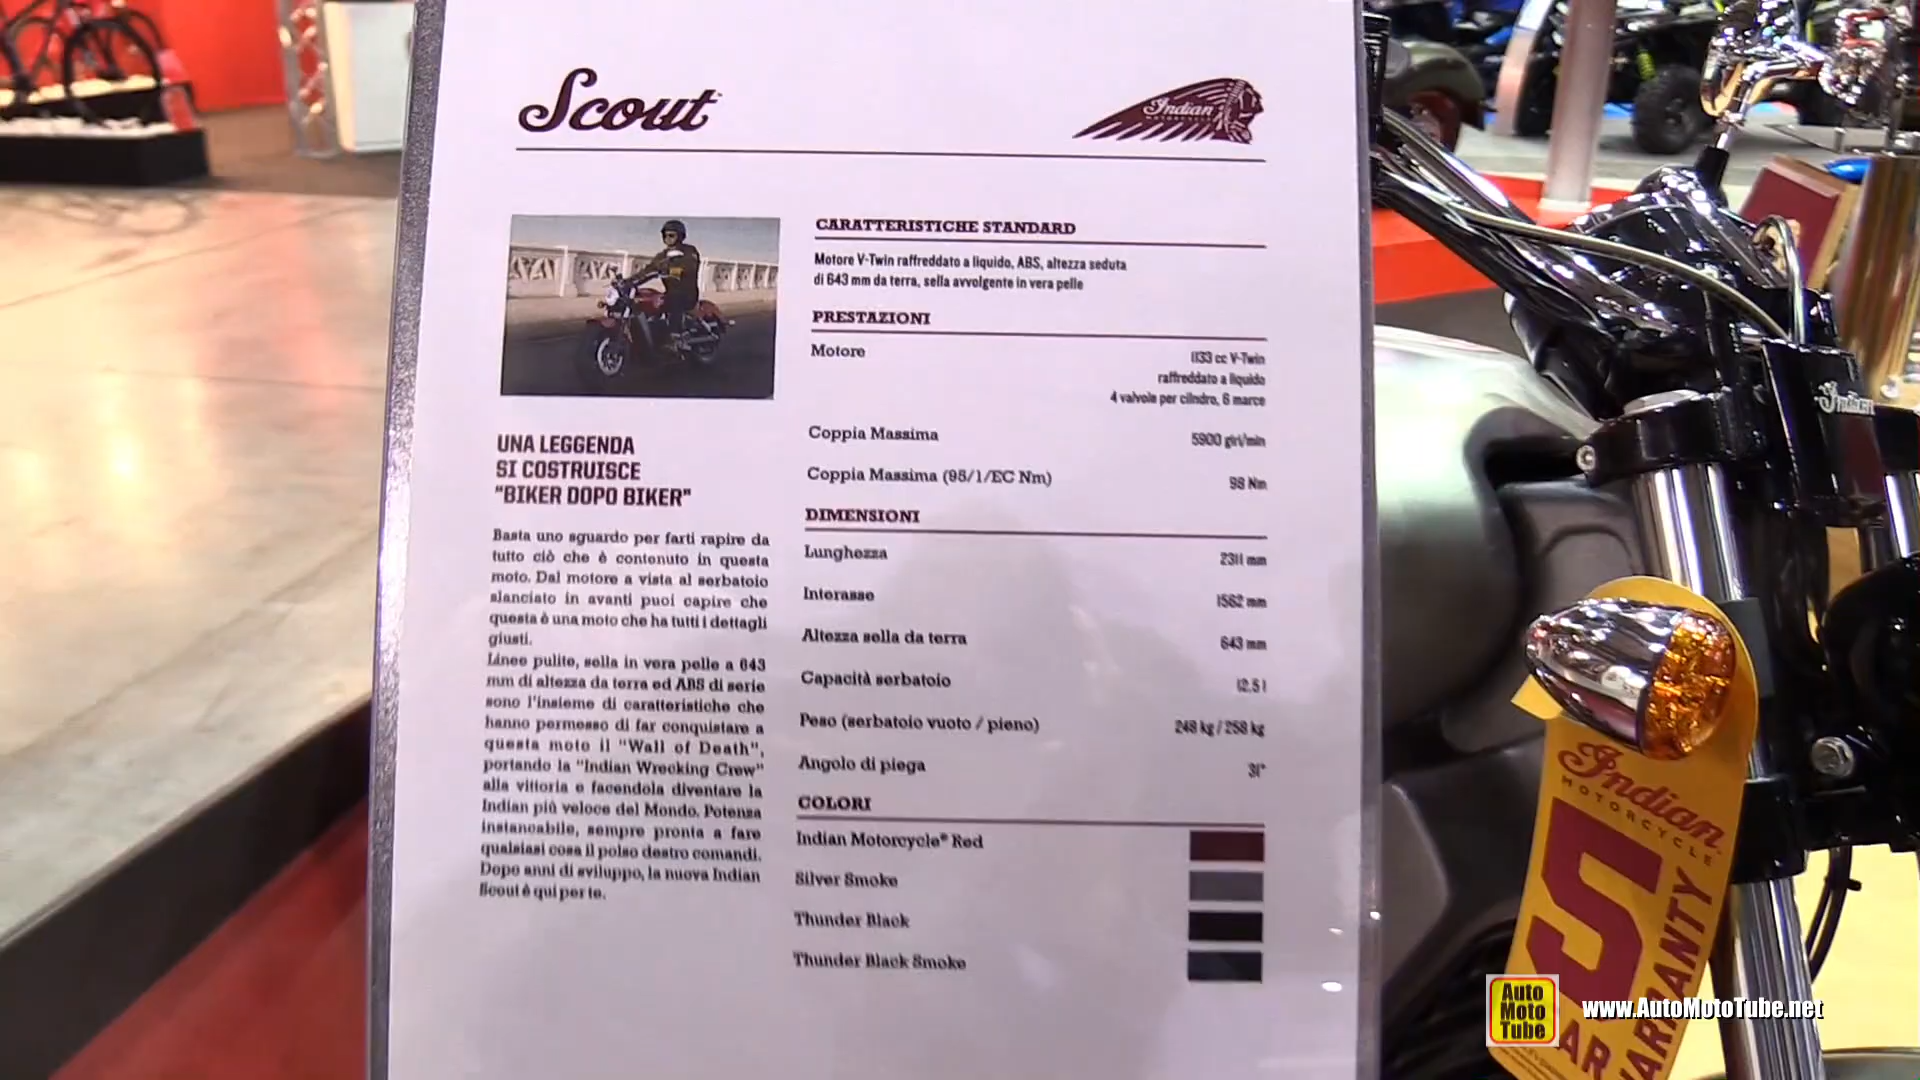 Scout
Indian
MOTORCYCLE
CARATTERISTICHE STANDARD
Motore V-Twin raffreddato a liquido, ABS, altezza seduta
di 643 mm da terra, sella avvolgente in vera pelle
PRESTAZIONI
Motore 1133 cc V-Twin
raffreddato a liquido
4 valvole per cilindro, 6 marce
Coppia Massima 5900 giri/min
Coppia Massima (95/1/EC Nm) 98 Nm
DIMENSIONI
Lunghezza 2311 mm
Interasse 1562 mm
Altezza sella da terra 643 mm
Capacità serbatoio 12.5 l
Peso (serbatoio vuoto / pieno) 248 kg / 258 kg
Angolo di piega 31°
COLORI
Indian Motorcycle® Red
Silver Smoke
Thunder Black
Thunder Black Smoke
UNA LEGGENDA
SI COSTRUISCE
"BIKER DOPO BIKER"
Basta uno sguardo per farti rapire da
tutto ciò che è contenuto in questa
moto. Dal motore a vista al serbatoio
slanciato in avanti puoi capire che
questa è una moto che ha tutti i dettagli
giusti.
Linee pulite, sella in vera pelle a 643
mm di altezza da terra ed ABS di serie
sono l'insieme di caratteristiche che
hanno permesso di far conquistare a
questa moto il "Wall of Death",
portando la "Indian Wrecking Crew"
alla vittoria e facendola diventare la
Indian più veloce del Mondo. Potenza
instancabile, sempre pronta a fare
qualsiasi cosa il polso destro comandi.
Dopo anni di sviluppo, la nuova Indian
Scout è qui per te.
Indian
Indian
MOTORCYCLE
5
WARRANTY
Auto
Moto
Tube
www.AutoMotoTube.net